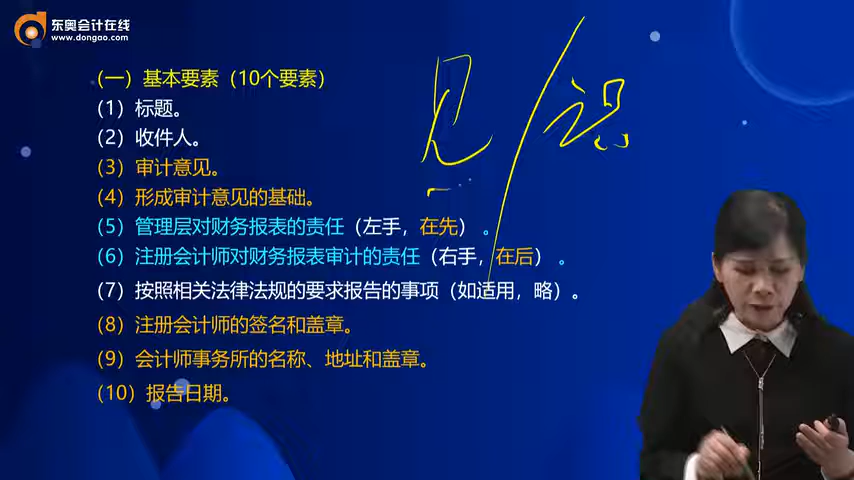 东奥会计在线
www.dongao.com
(一）基本要素（10个要素）
(1）标题。
(2）收件人。
(3）审计意见。
(4）形成审计意见的基础。
(5）管理层对财务报表的责任（左手，在先）。
(6）注册会计师对财务报表审计的责任（右手，在后）。
(7）按照相关法律法规的要求报告的事项（如适用，略）。
(8）注册会计师的签名和盖章。
(9）会计师事务所的名称、地址和盖章。
(10）报告日期。
见